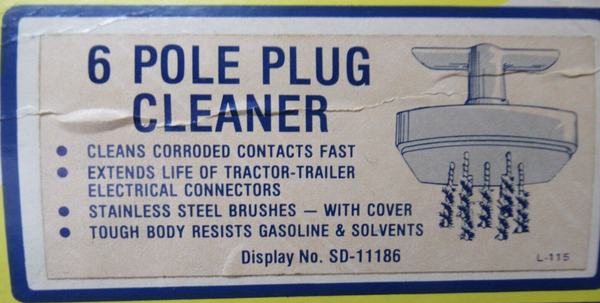 6 POLE PLUG
CLEANER
● CLEANS CORRODED CONTACTS FAST
● EXTENDS LIFE OF TRACTOR-TRAILER
ELECTRICAL CONNECTORS
● STAINLESS STEEL BRUSHES — WITH COVER
● TOUGH BODY RESISTS GASOLINE & SOLVENTS
Display No. SD-11186
L-115